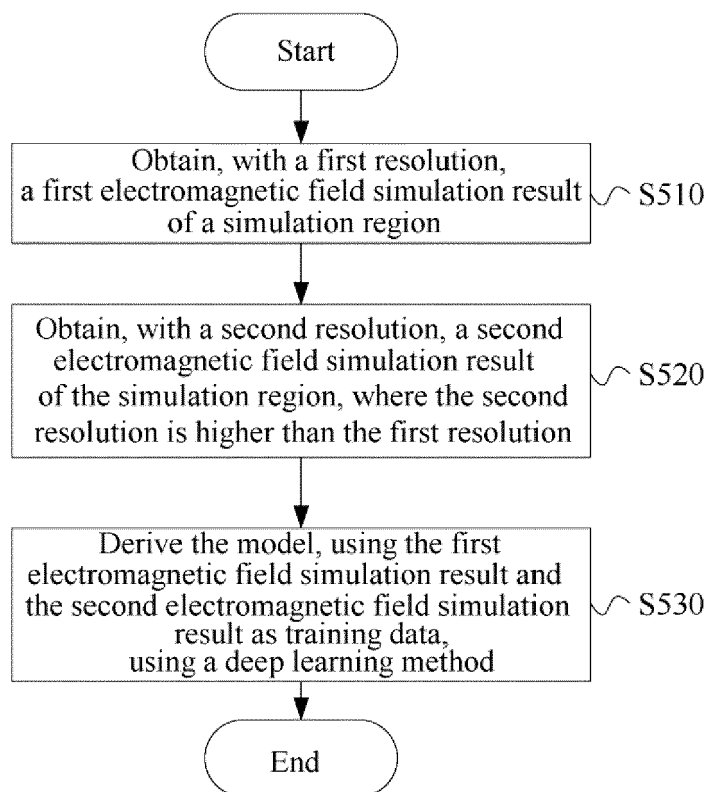 Start
Obtain, with a first resolution,
a first electromagnetic field simulation result
of a simulation region
S510
Obtain, with a second resolution, a second
electromagnetic field simulation result
of the simulation region, where the second
resolution is higher than the first resolution
S520
Derive the model, using the first
electromagnetic field simulation result and
the second electromagnetic field simulation
result as training data,
using a deep learning method
S530
End